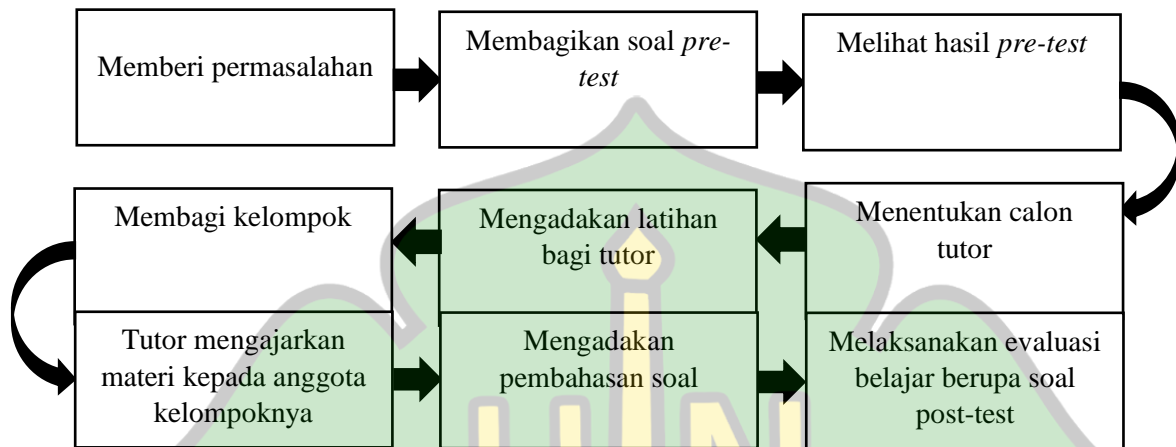 Memberi permasalahan
Membagikan soal pre-
test
Melihat hasil pre-test
Menentukan calon
tutor
Mengadakan latihan
bagi tutor
Membagi kelompok
Tutor mengajarkan
materi kepada anggota
kelompoknya
Mengadakan
pembahasan soal
Melaksanakan evaluasi
belajar berupa soal
post-test